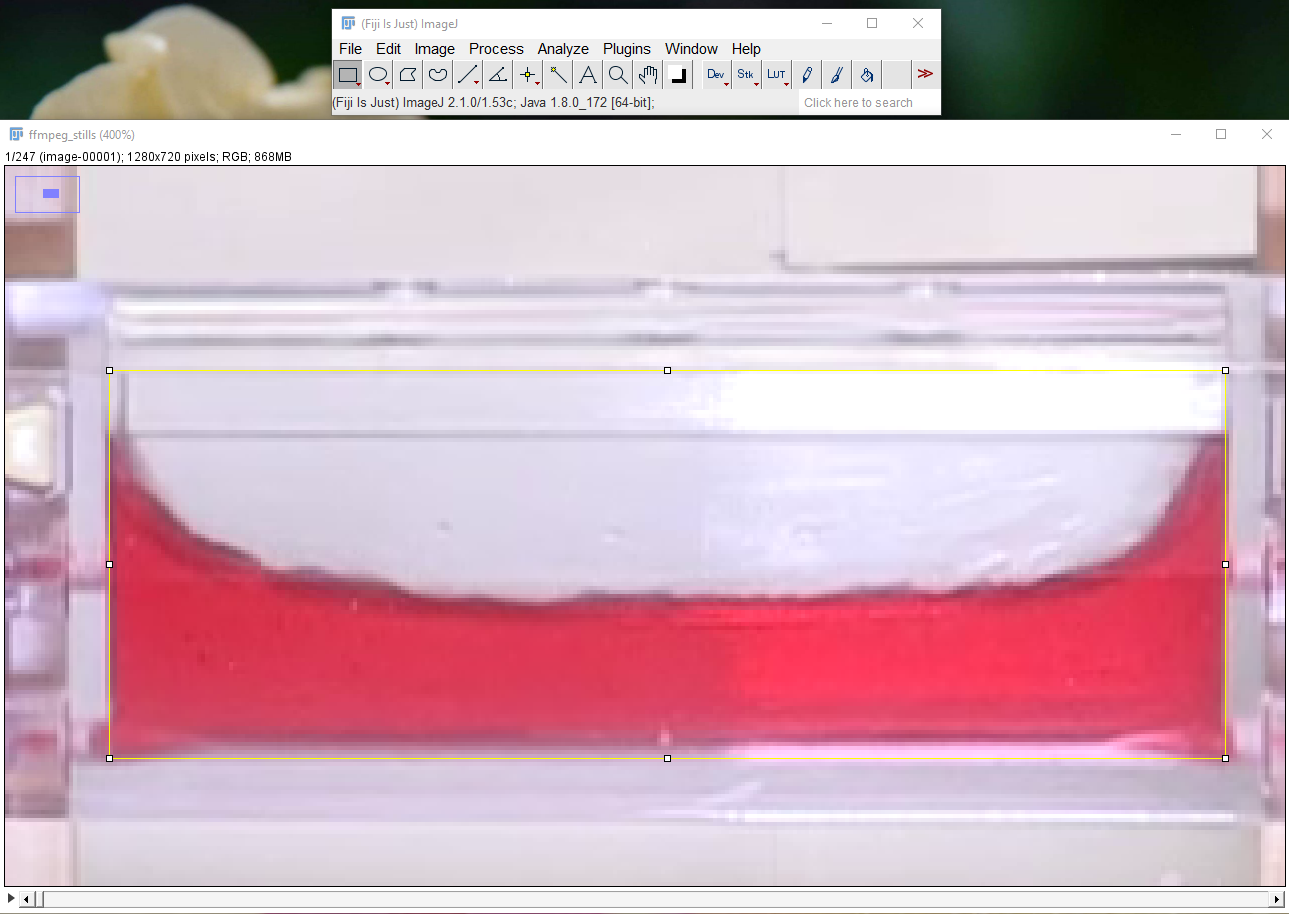 (Fiji Is Just) ImageJ
File Edit Image Process Analyze Plugins Window Help
A Dev Stk LUT
(Fiji Is Just) ImageJ 2.1.0/1.53c; Java 1.8.0_172 [64-bit];
Click here to search
ffmpeg_stills (400%)
1/247 (image-00001); 1280x720 pixels; RGB; 868MB